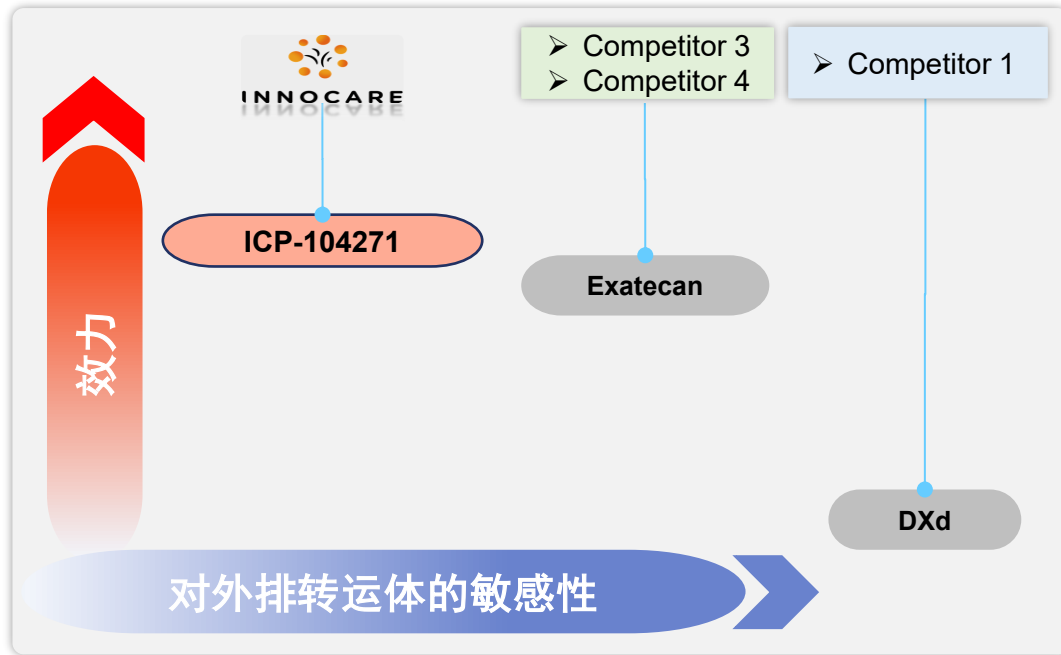 INNOCARE
➢ Competitor 3
➢ Competitor 4
➢ Competitor 1
ICP-104271
Exatecan
效力
DXd
对外排转运体的敏感性